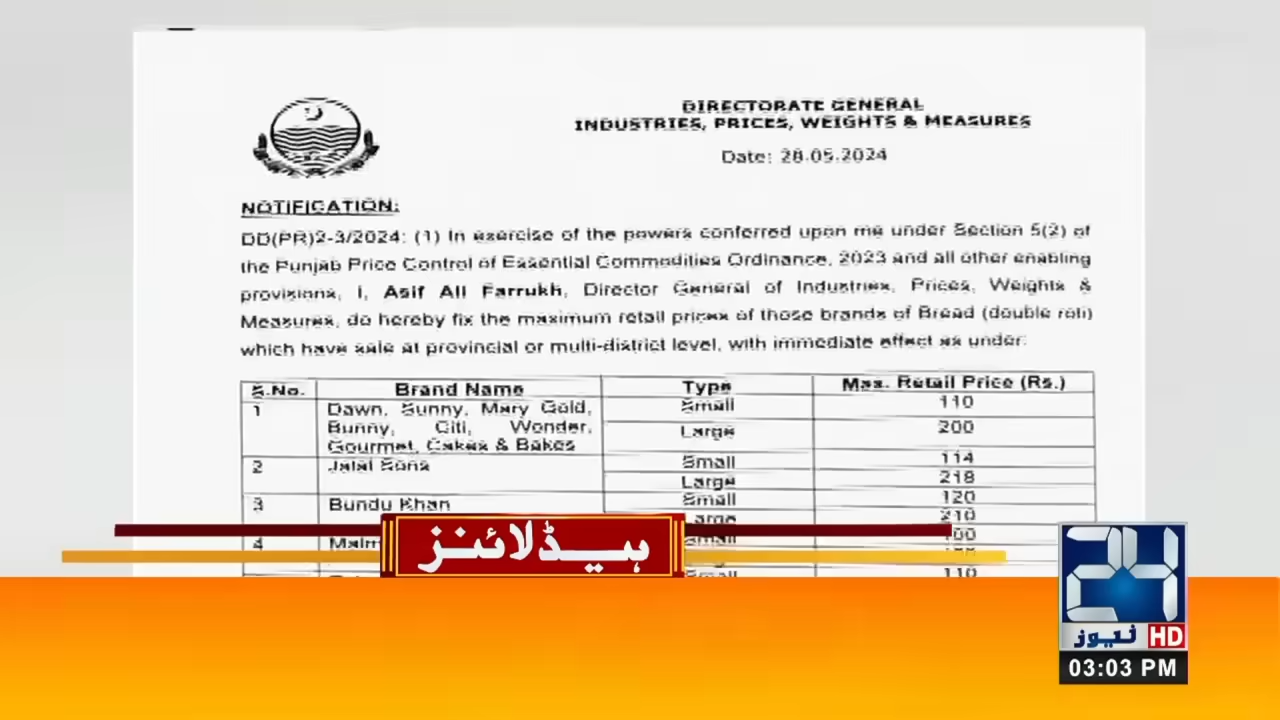 DIRECTORATE GENERAL
INDUSTRIES, PRICES, WEIGHTS & MEASURES
Date: 28.05.2024
NOTIFICATION:
DD(PR)2-3/2024: (1) In exercise of the powers conferred upon me under Section 5(2) of
the Punjab Price Control of Essential Commodities Ordinance, 2023 and all other enabling
provisions, I, Asif Ali Farrukh, Director General of Industries, Prices, Weights &
Measures, do hereby fix the maximum retail prices of those brands of Bread (double roti)
which have sale at provincial or multi-district level, with immediate effect as under:
S.No. Brand Name Type Max. Retail Price (Rs.)
1 Dawn, Sunny, Mary Gold, Small 110
Bunny, Citi, Wonder, Large 200
Gourmet, Cakes & Bakes
2 Jalal Sons Small 114
Large 218
3 Bundu Khan Small 120
Large 210
4 Small
Small 110
ہیڈلائنز
24
نیوز HD
03:03 PM